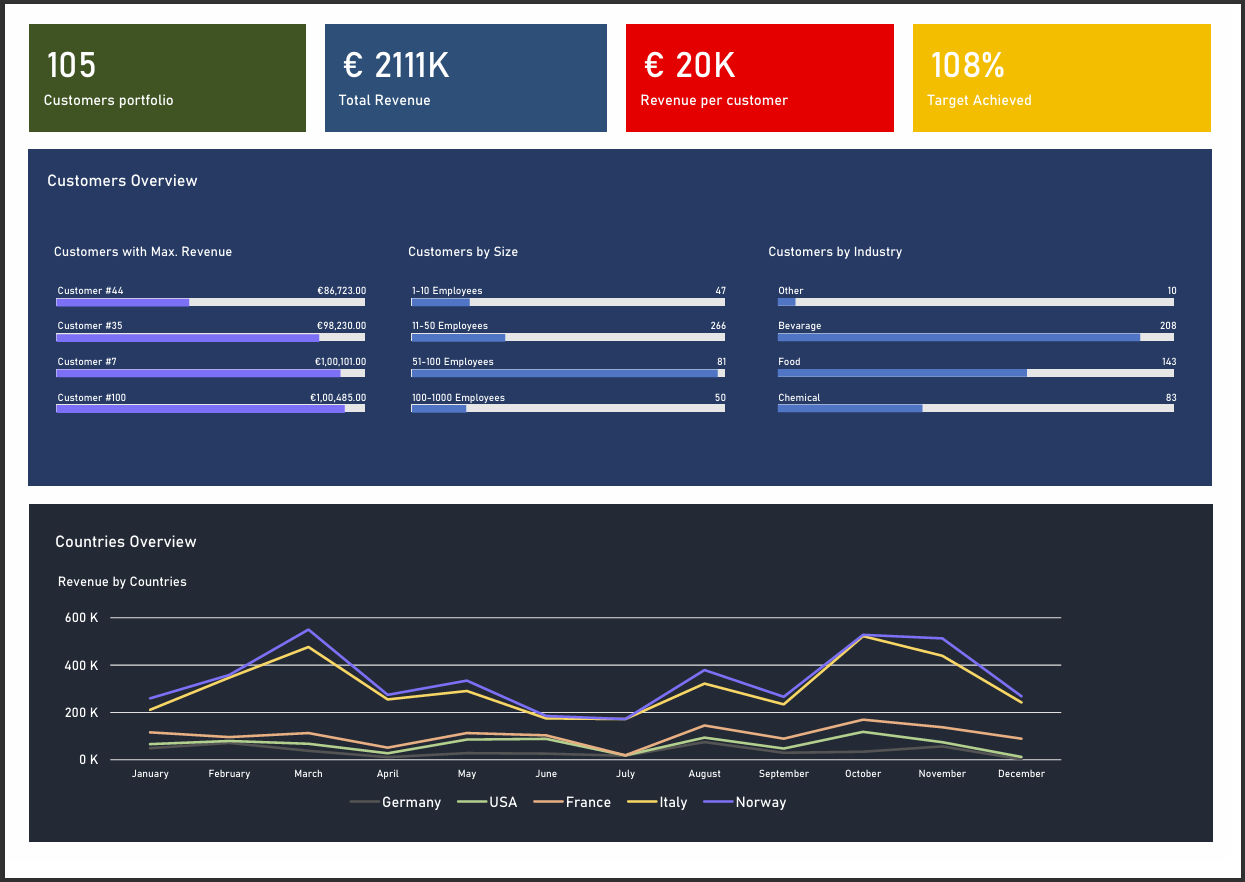 105
Customers portfolio
€ 2111K
Total Revenue
€ 20K
Revenue per customer
108%
Target Achieved
Customers Overview
Customers with Max. Revenue
Customer #44 €86,723.00
Customer #35 €98,230.00
Customer #7 €1,00,101.00
Customer #100 €1,00,485.00
Customers by Size
1-10 Employees 47
11-50 Employees 266
51-100 Employees 81
100-1000 Employees 50
Customers by Industry
Other 10
Bevarage 208
Food 143
Chemical 83
Countries Overview
Revenue by Countries
600 K
400 K
200 K
0 K
January February March April May June July August September October November December
Germany USA France Italy Norway